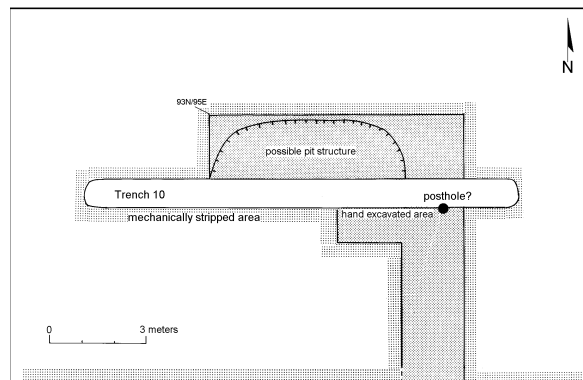 N
93N/95E
possible pit structure
Trench 10
posthole?
mechanically stripped area
hand excavated area
0
3 meters